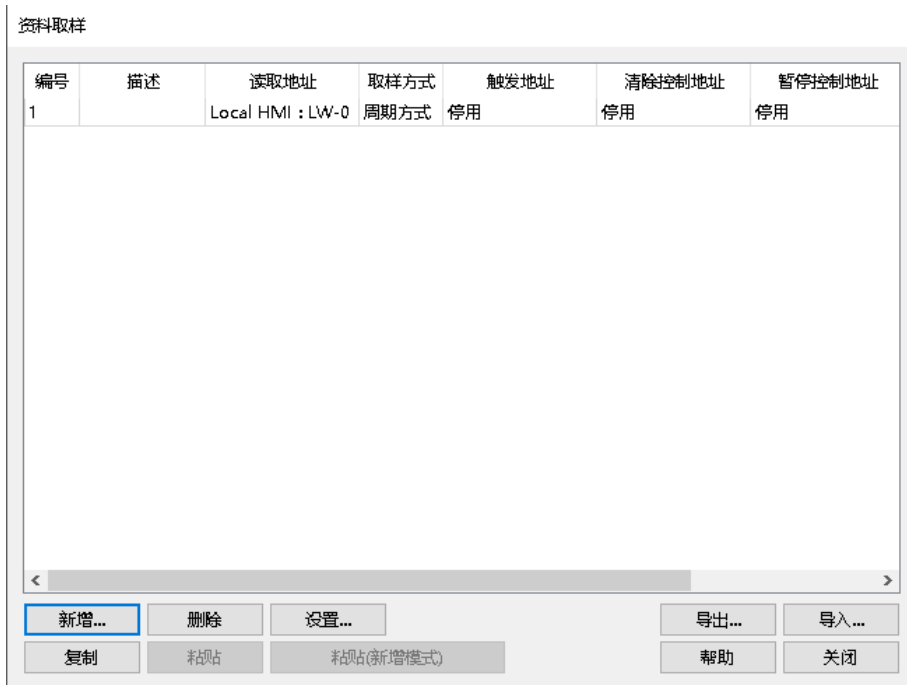 资料取样
编号 描述 读取地址 取样方式 触发地址 清除控制地址 暂停控制地址
1 Local HMI : LW-0 周期方式 停用 停用 停用
新增... 删除 设置... 导出... 导入...
复制 粘贴 粘贴(新增模式) 帮助 关闭